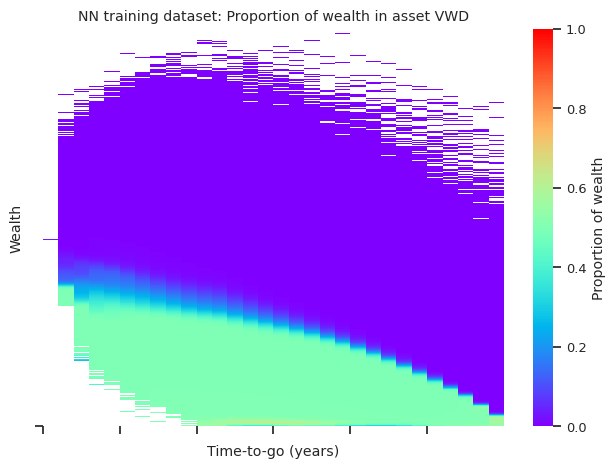 NN training dataset: Proportion of wealth in asset VWD
1.0
0.8
0.6
0.4
0.2
0.0
Proportion of wealth
Wealth
Time-to-go (years)